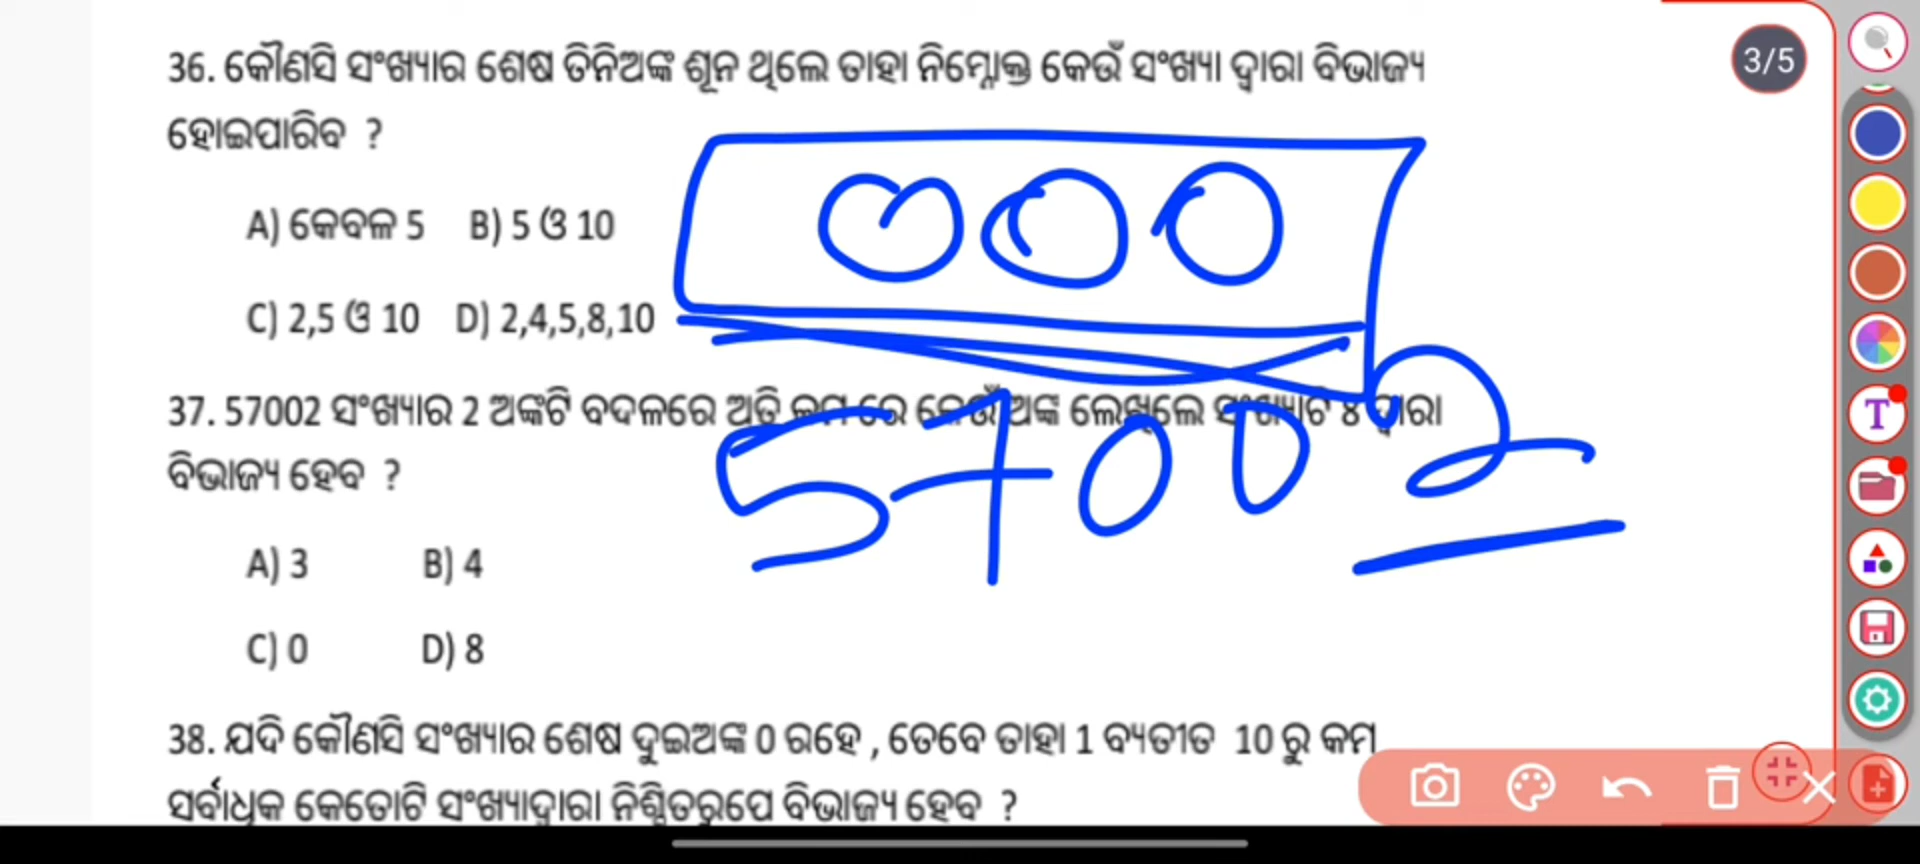 36. କୌଣସି ସଂଖ୍ୟାର ଶେଷ ତିନିଅଙ୍କ ଶୂନ ଥିଲେ ତାହା ନିମ୍ନୋକ୍ତ କେଉଁ ସଂଖ୍ୟା ଦ୍ୱାରା ବିଭାଜ୍ୟ
ହୋଇପାରିବ ?
000
A) କେବଳ 5 B) 5 ଓ 10
C) 2,5 ଓ 10 D) 2,4,5,8,10
37. 57002 ସଂଖ୍ୟାର 2 ଅଙ୍କଟି ବଦଳରେ ଅତି କମ ରେ କେଉଁ ଅଙ୍କ ଲେଖିଲେ ସଂଖ୍ୟାଟି ଦ୍ୱାରା
ବିଭାଜ୍ୟ ହେବ ?
57002
A) 3 B) 4
C) 0 D) 8
38. ଯଦି କୌଣସି ସଂଖ୍ୟାର ଶେଷ ଦୁଇଅଙ୍କ 0 ରହେ , ତେବେ ତାହା 1 ବ୍ୟତୀତ 10 ରୁ କମ
ସର୍ବାଧିକ କେତୋଟି ସଂଖ୍ୟାଦ୍ୱାରା ନିଶ୍ଚିତରୂପେ ବିଭାଜ୍ୟ ହେବ ?
3/5
T